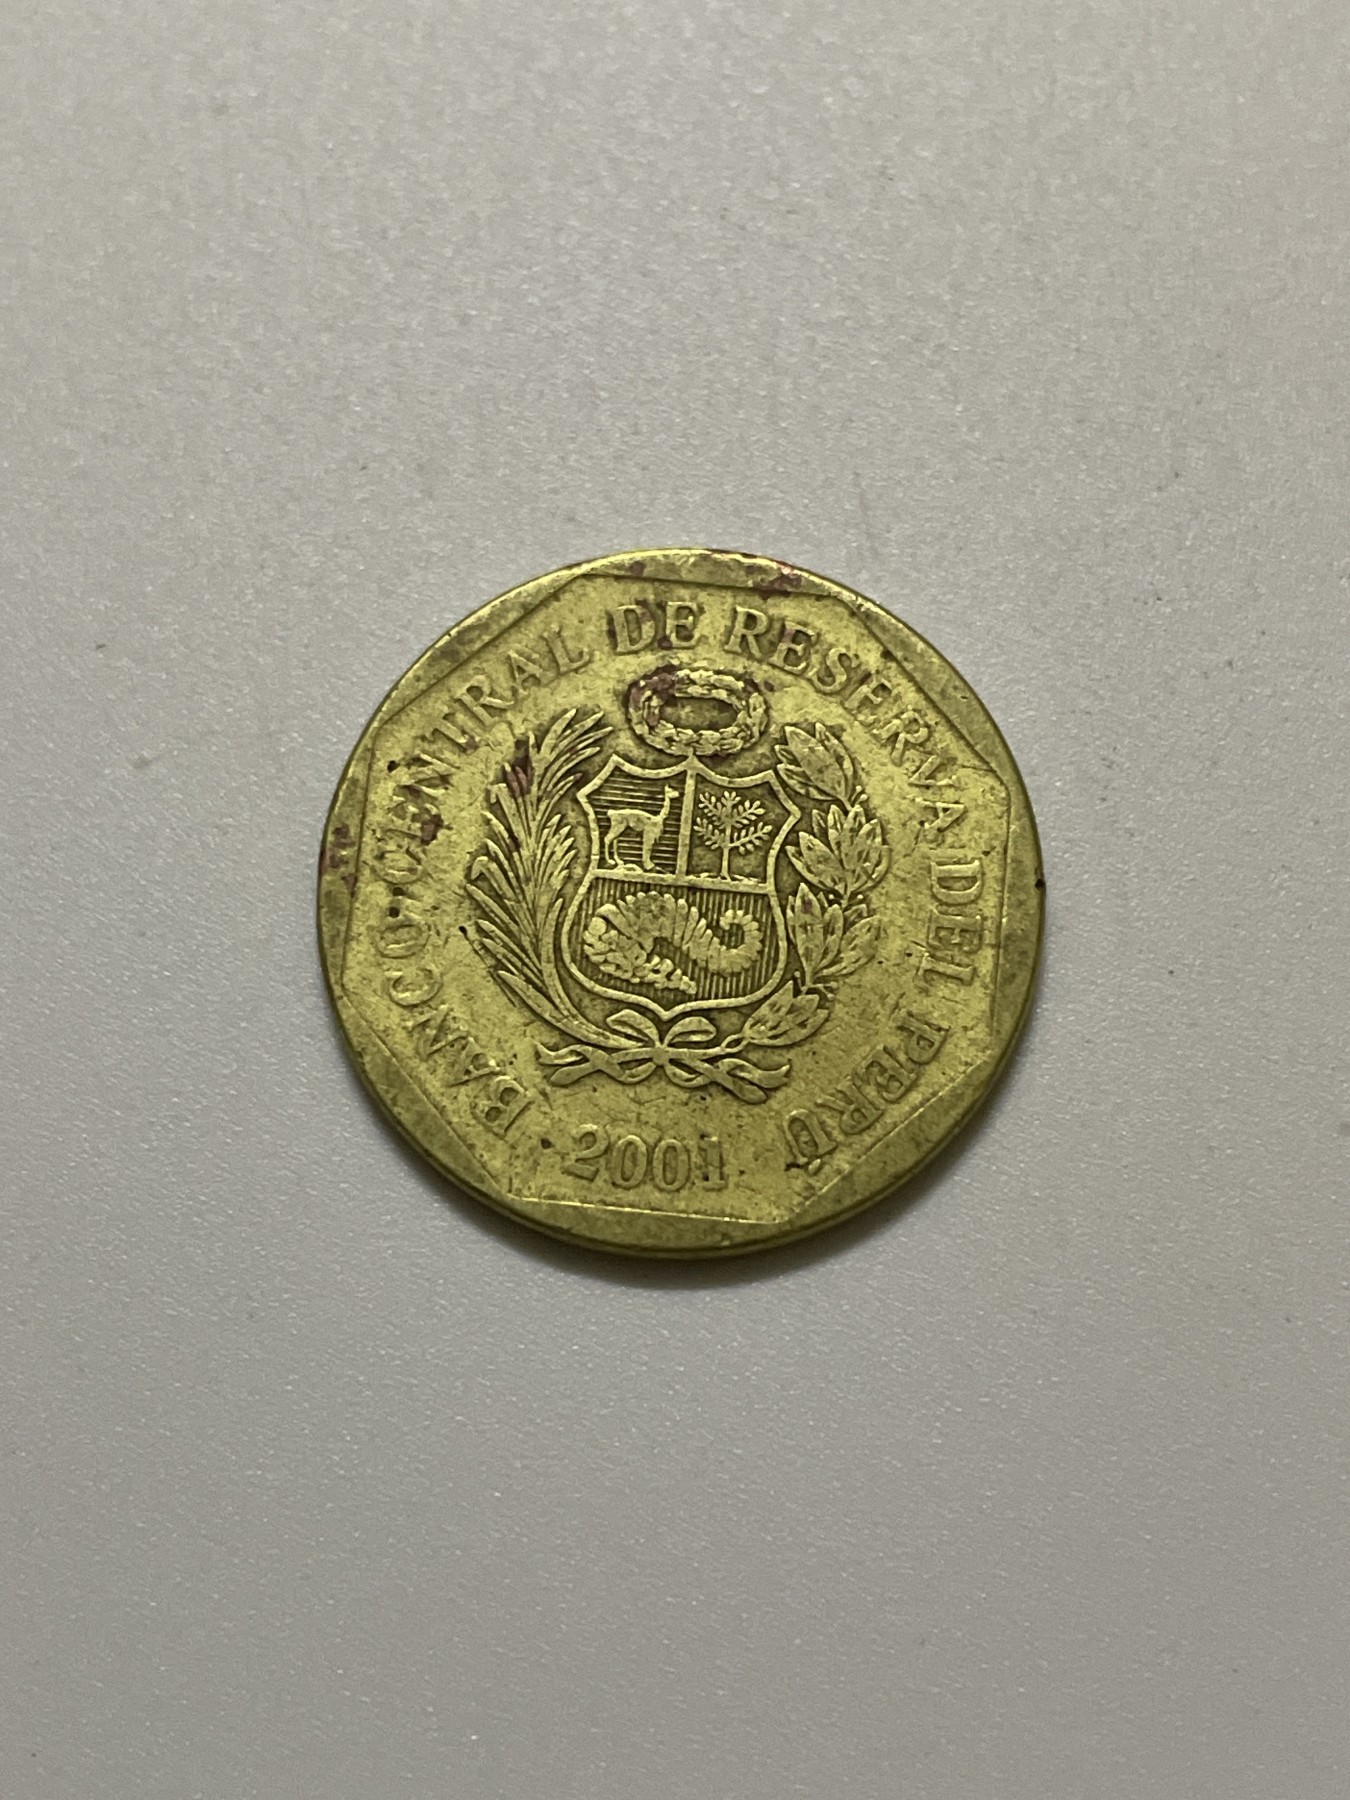 BANCO CENTRAL DE RESERVA DEL PERÚ
2001